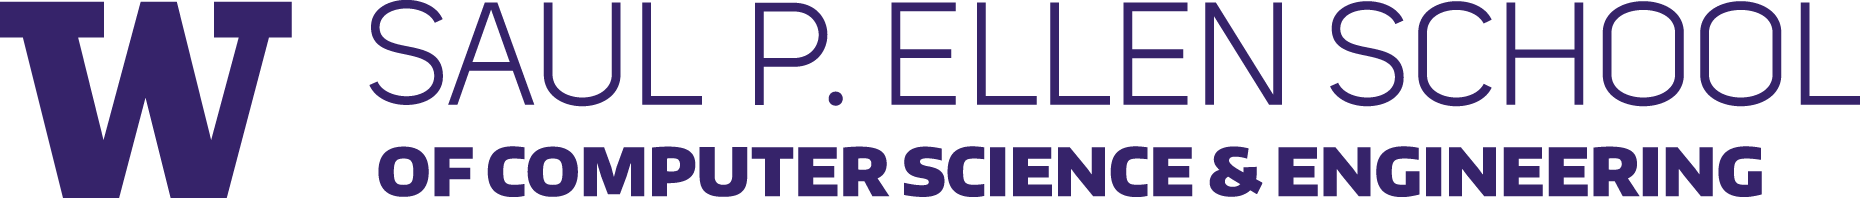 W SAUL P. ELLEN SCHOOL
OF COMPUTER SCIENCE & ENGINEERING